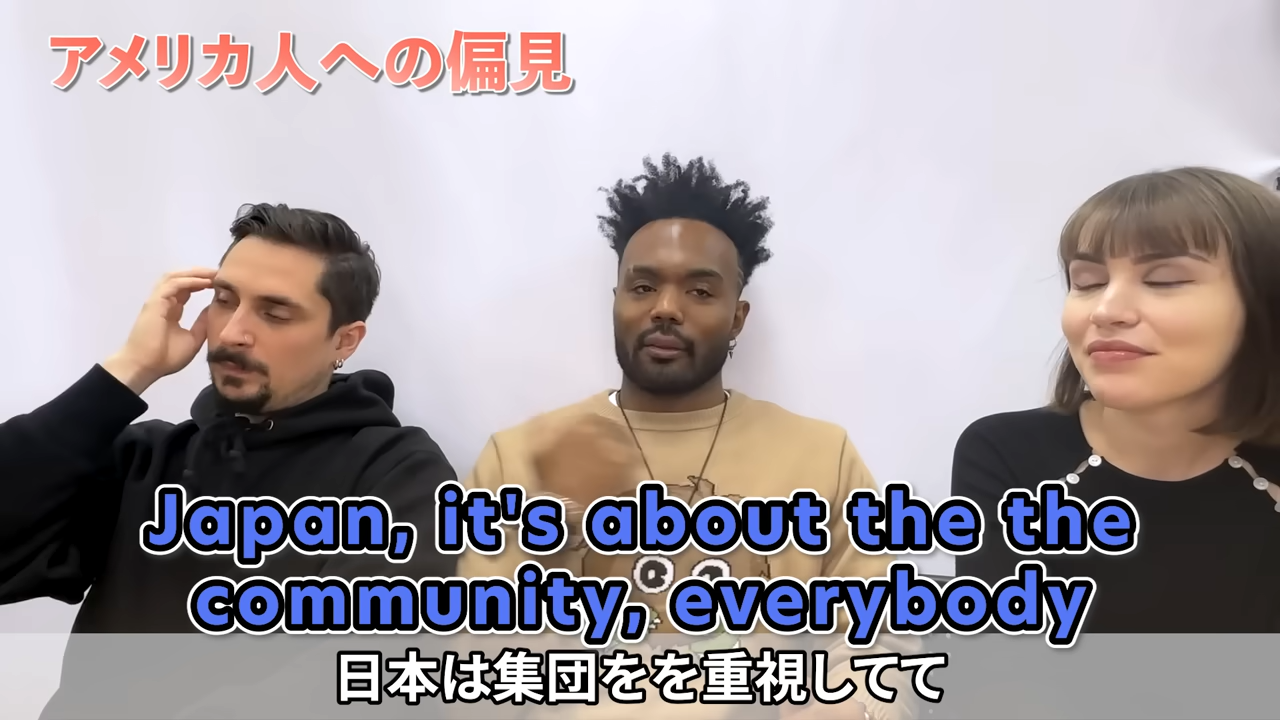 アメリカ人への偏見
Japan, it's about the the
community, everybody
日本は集団をを重視してて